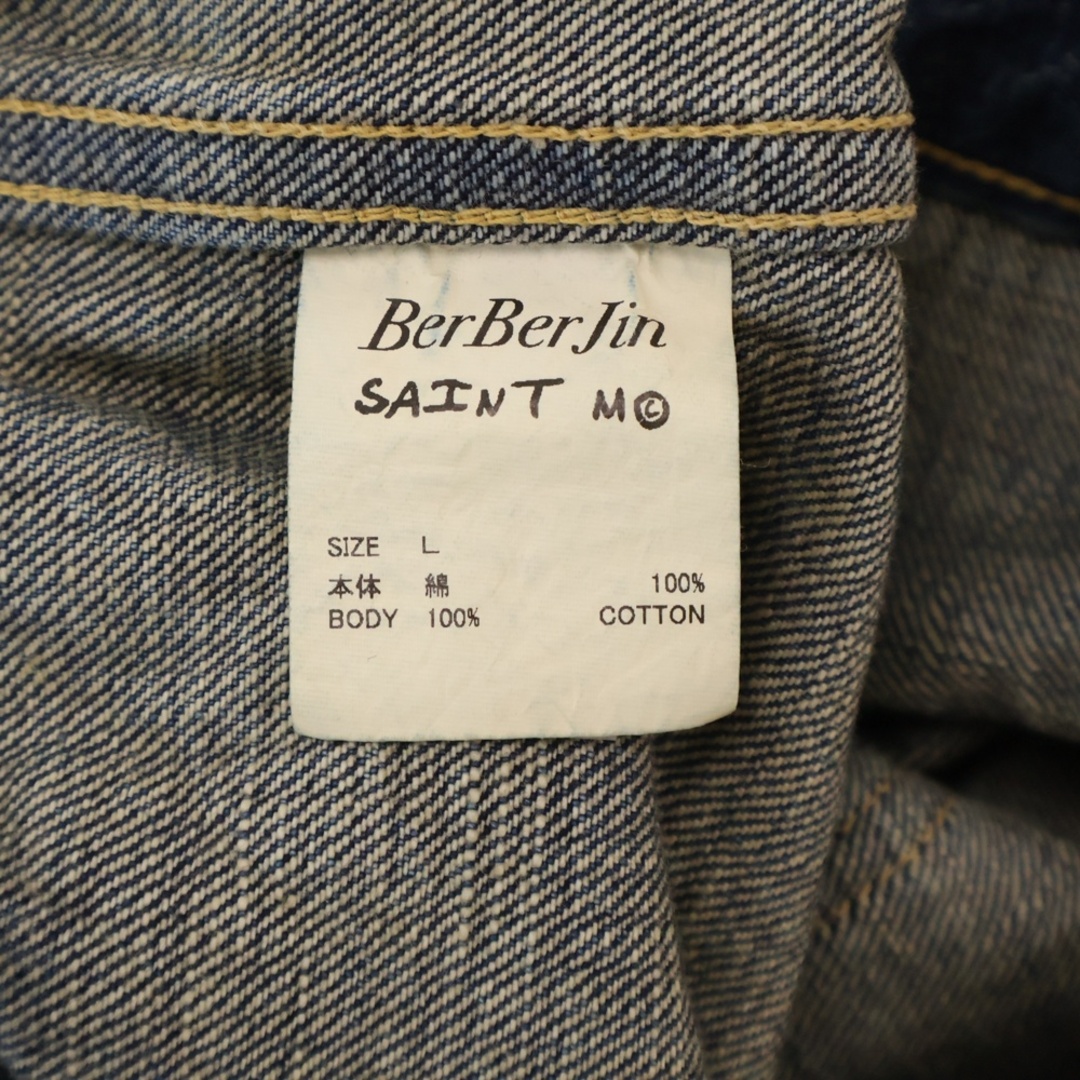 BerBerJin
SAINT M©
SIZE L
本体 綿 100%
BODY 100% COTTON